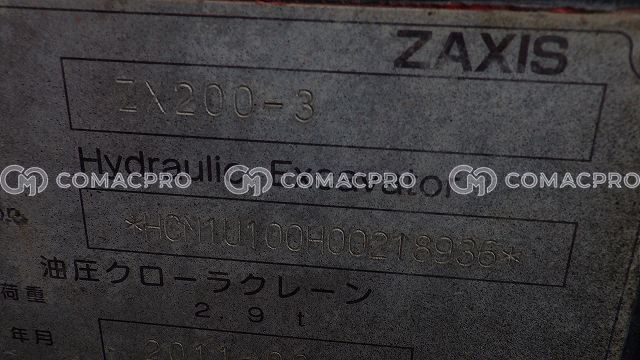 ZAXIS
ZX200-3
Hydraulic Excavator
COMACPRO COMACPRO COMACPRO
*HCM1U100H00218936*
油圧クローラクレーン
荷重 2.9 t
年月